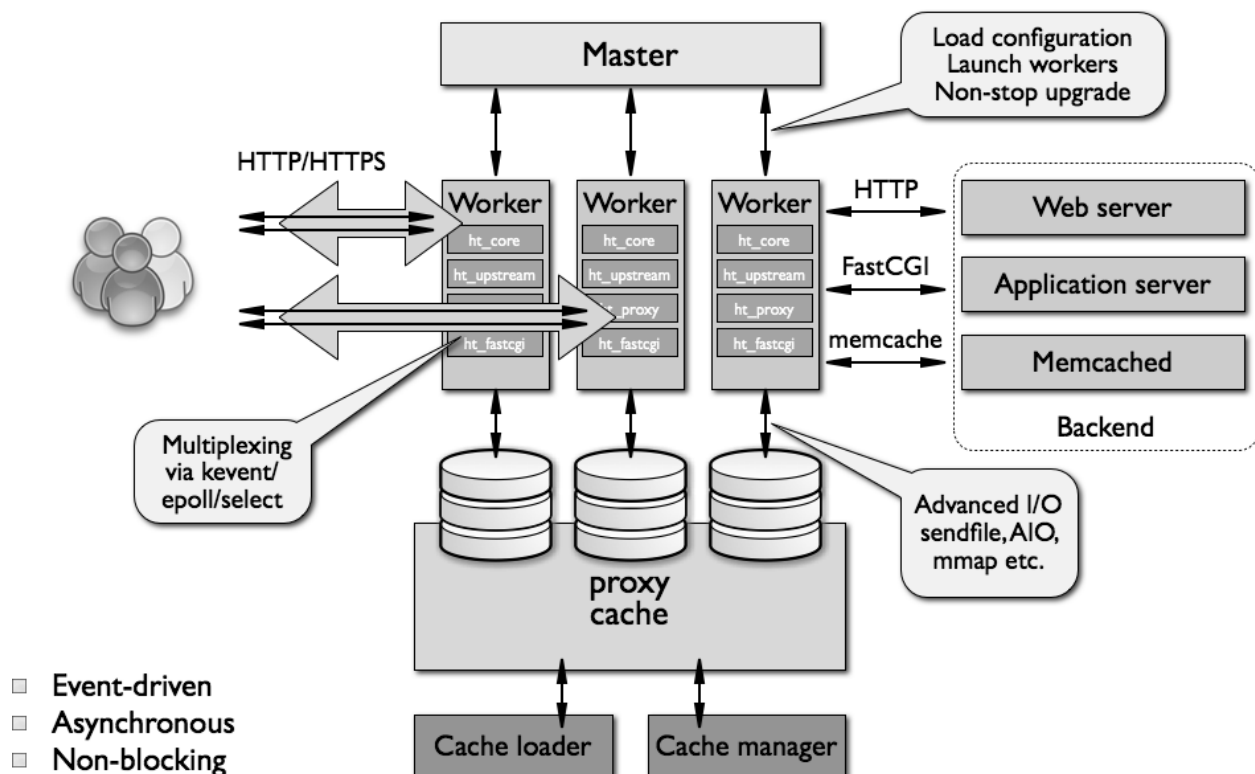 Master
Load configuration
Launch workers
Non-stop upgrade
HTTP/HTTPS
Worker
ht_core
ht_upstream
ht_fastcgi
Worker
ht_core
ht_upstream
ht_proxy
ht_fastcgi
Worker
ht_core
ht_upstream
ht_proxy
ht_fastcgi
HTTP
FastCGI
memcache
Web server
Application server
Memcached
Backend
Multiplexing
via kevent/
epoll/select
Advanced I/O
sendfile, AIO,
mmap etc.
proxy
cache
Event-driven
Asynchronous
Non-blocking
Cache loader
Cache manager